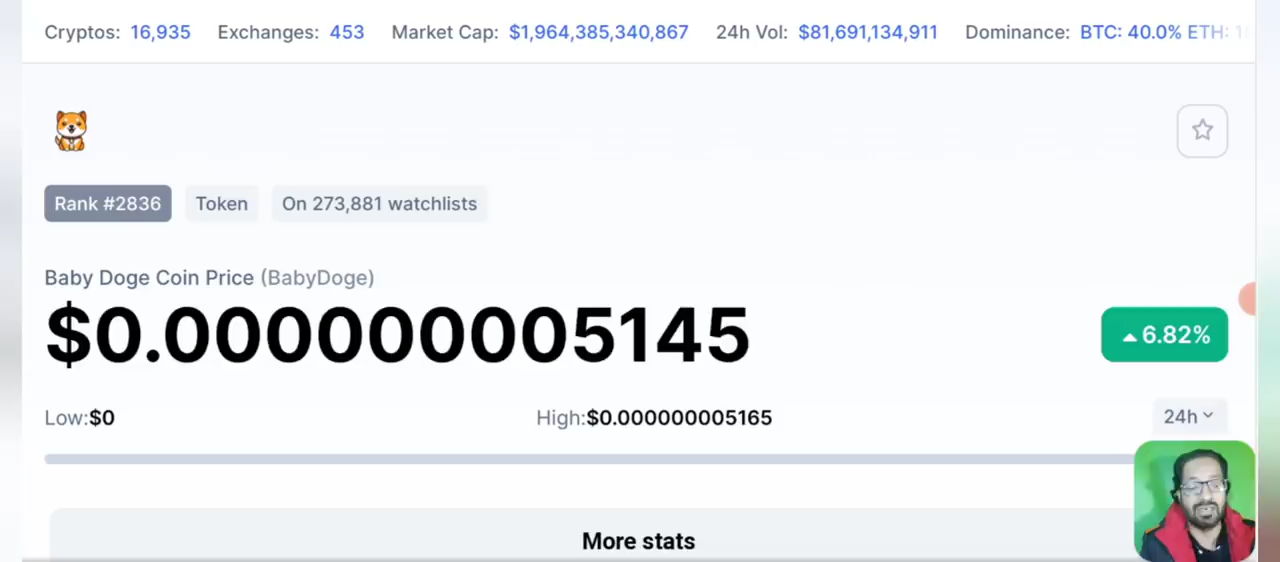 Cryptos: 16,935 Exchanges: 453 Market Cap: $1,964,385,340,867 24h Vol: $81,691,134,911 Dominance: BTC: 40.0% ETH:
Rank #2836 Token On 273,881 watchlists
Baby Doge Coin Price (BabyDoge)
$0.000000005145 6.82%
Low:$0 High:$0.000000005165 24h
More stats